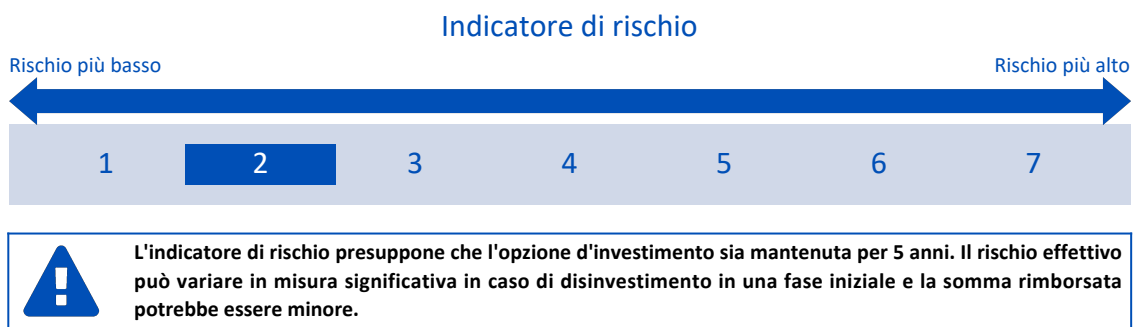 Indicatore di rischio
Rischio più basso Rischio più alto
1 2 3 4 5 6 7
L'indicatore di rischio presuppone che l'opzione d'investimento sia mantenuta per 5 anni. Il rischio effettivo
può variare in misura significativa in caso di disinvestimento in una fase iniziale e la somma rimborsata
potrebbe essere minore.